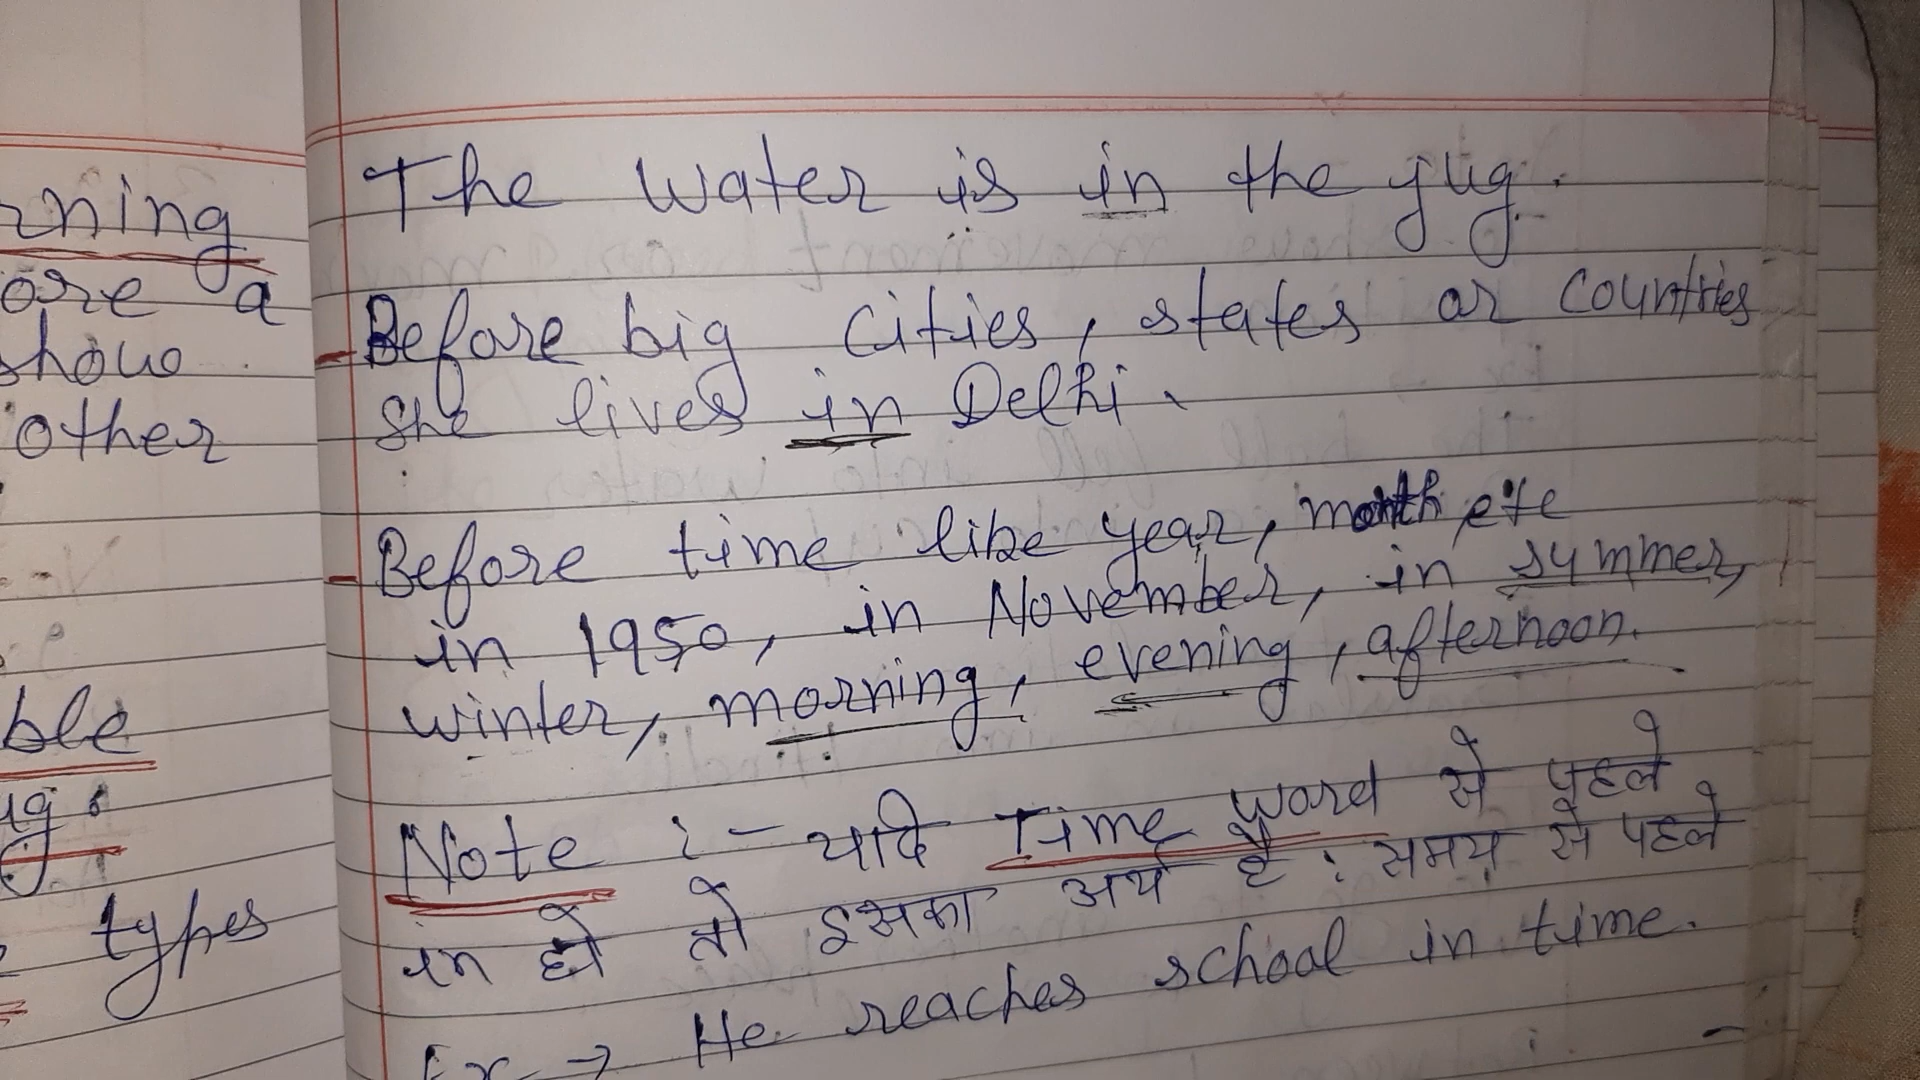 rning
ore a
show
other
ble
ug.
types
The water is in the jug.
- Before big cities, states or countries
She lives in Delhi.
- Before time like year, month etc
in 1950, in November, in summer,
winter, morning, evening, afternoon.
Note :- यदि Time word से पहले
in हो तो इसका अर्थ है : समय से पहले
Ex → He reaches school in time.